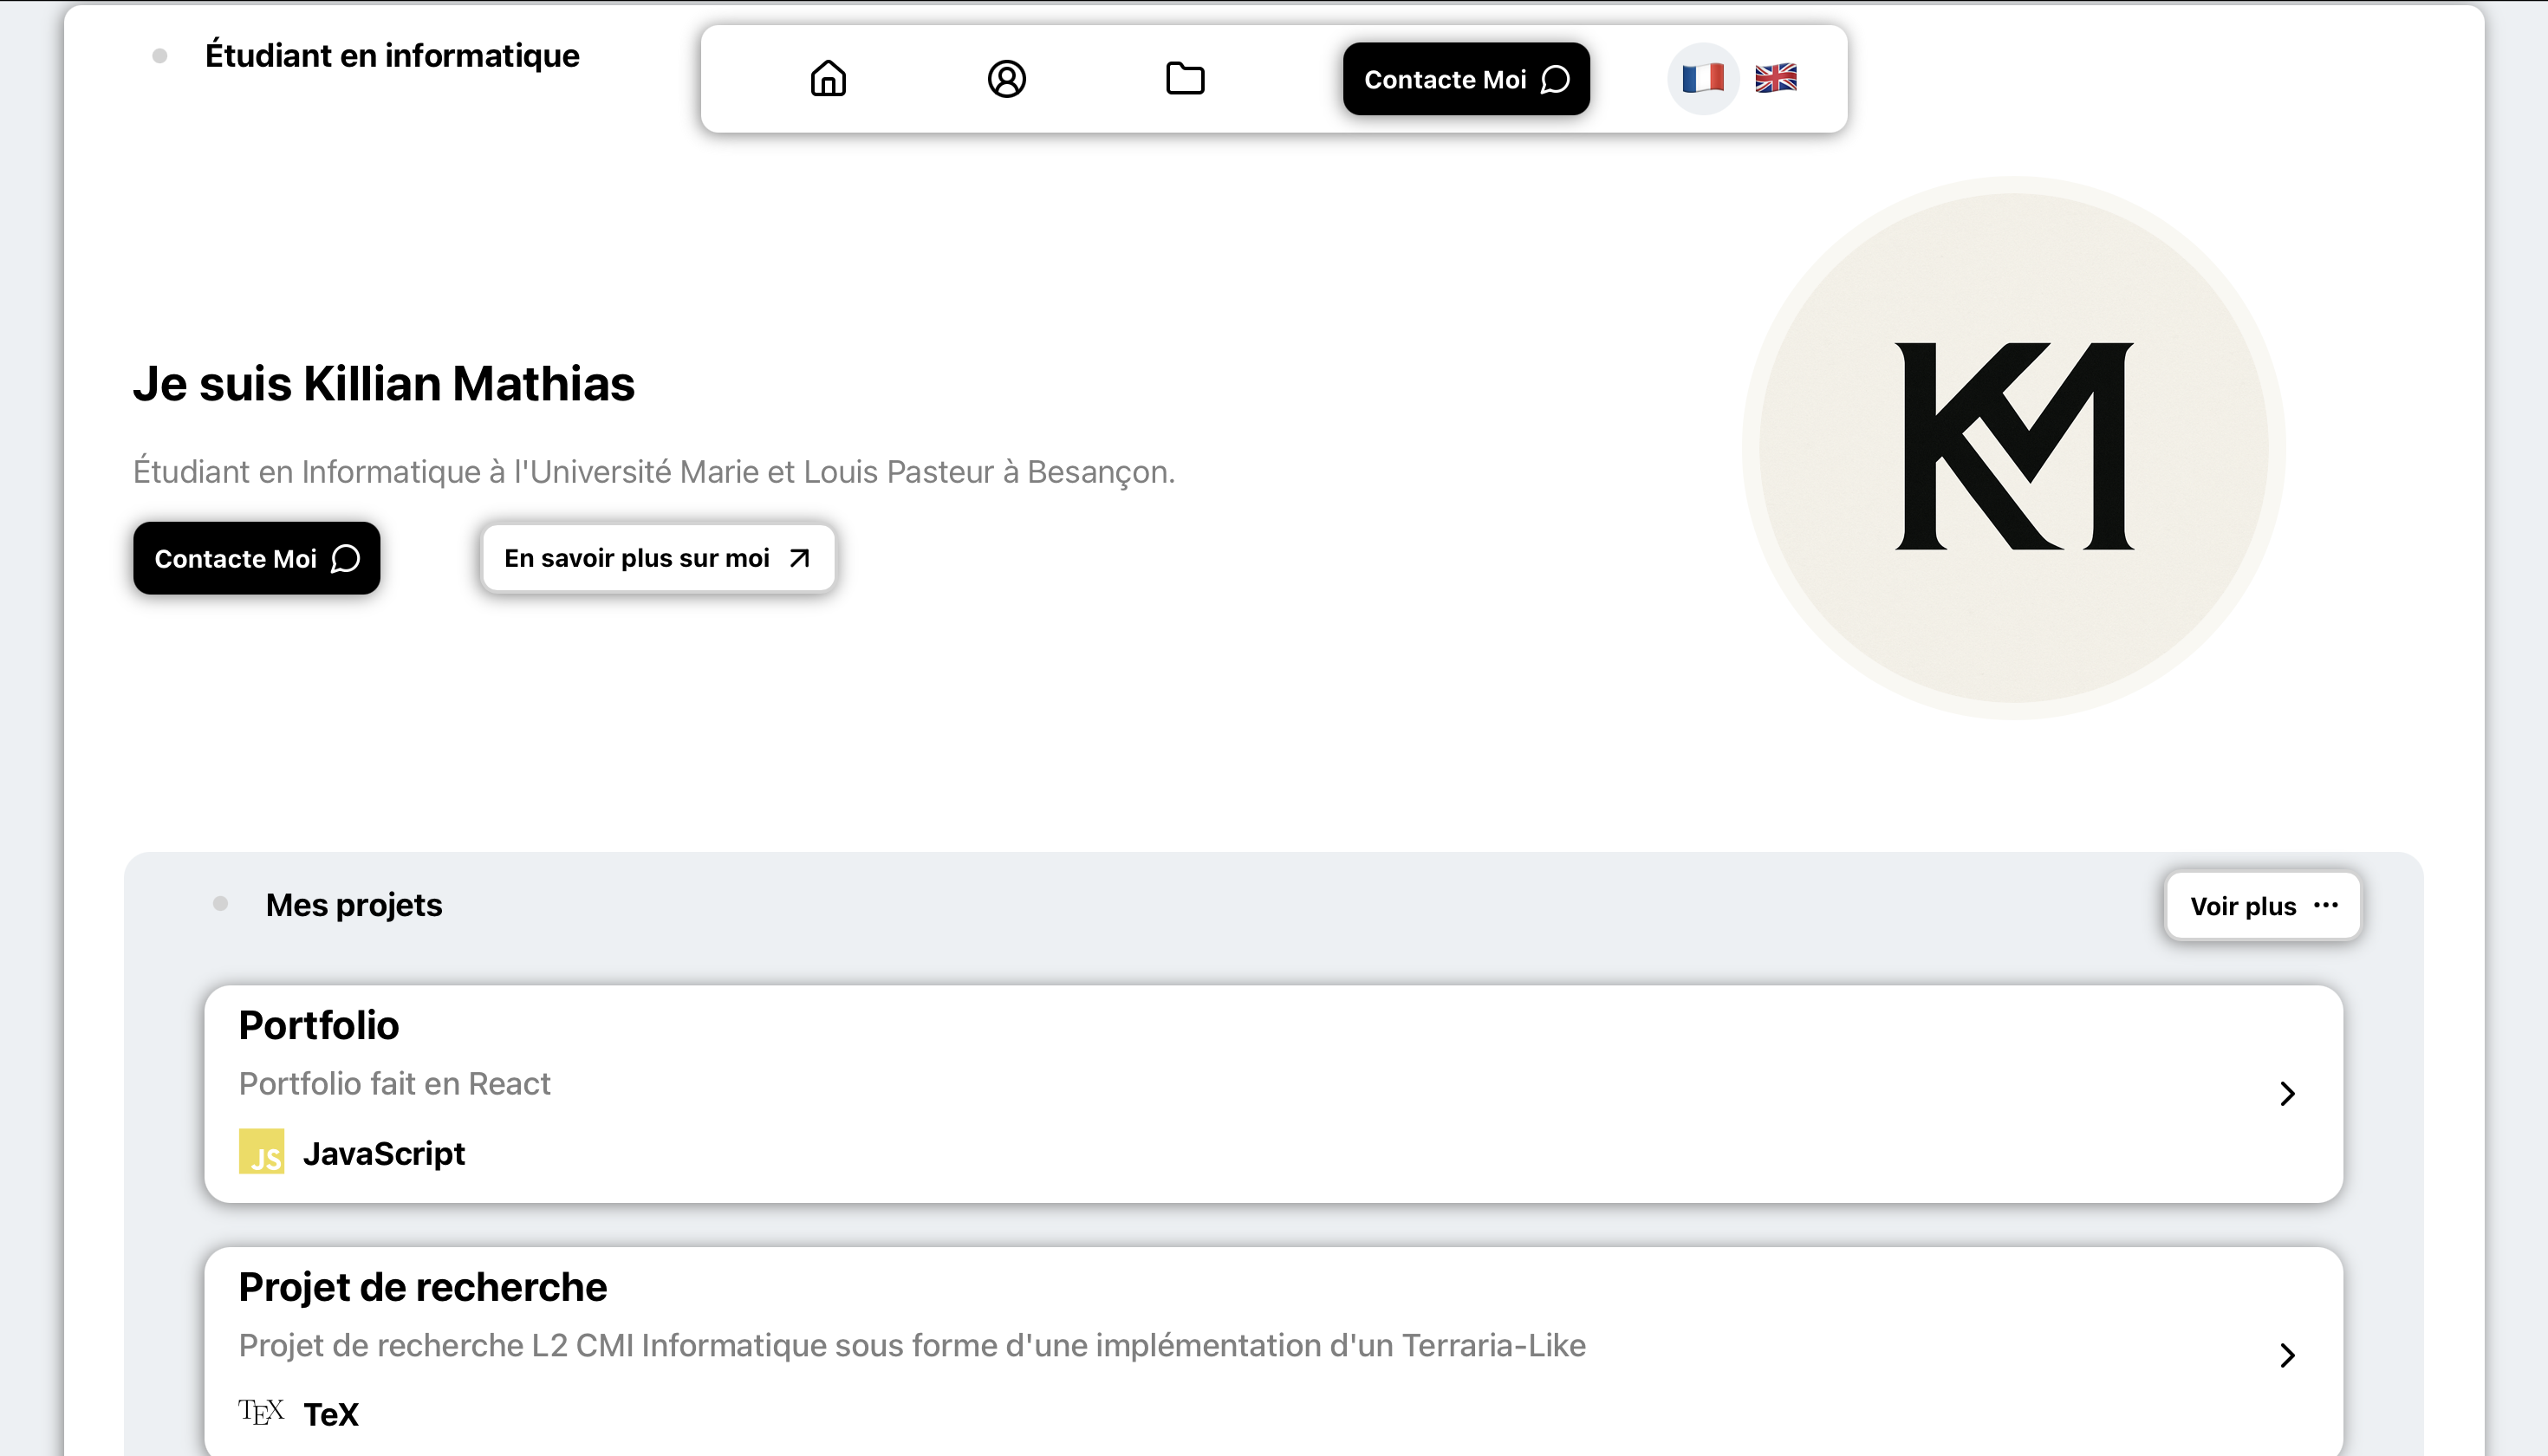 Étudiant en informatique
Contacte Moi
KM
Je suis Killian Mathias
Étudiant en Informatique à l'Université Marie et Louis Pasteur à Besançon.
Contacte Moi
En savoir plus sur moi
Mes projets
Voir plus
Portfolio
Portfolio fait en React
JS JavaScript
Projet de recherche
Projet de recherche L2 CMI Informatique sous forme d'une implémentation d'un Terraria-Like
TEX TeX